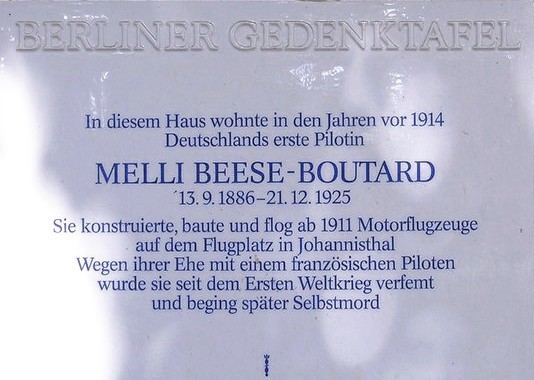 BERLINER GEDENKTAFEL
In diesem Haus wohnte in den Jahren vor 1914
Deutschlands erste Pilotin
MELLI BEESE-BOUTARD
13.9.1886–21.12.1925
Sie konstruierte, baute und flog ab 1911 Motorflugzeuge
auf dem Flugplatz in Johannisthal
Wegen ihrer Ehe mit einem französischen Piloten
wurde sie seit dem Ersten Weltkrieg verfemt
und beging später Selbstmord